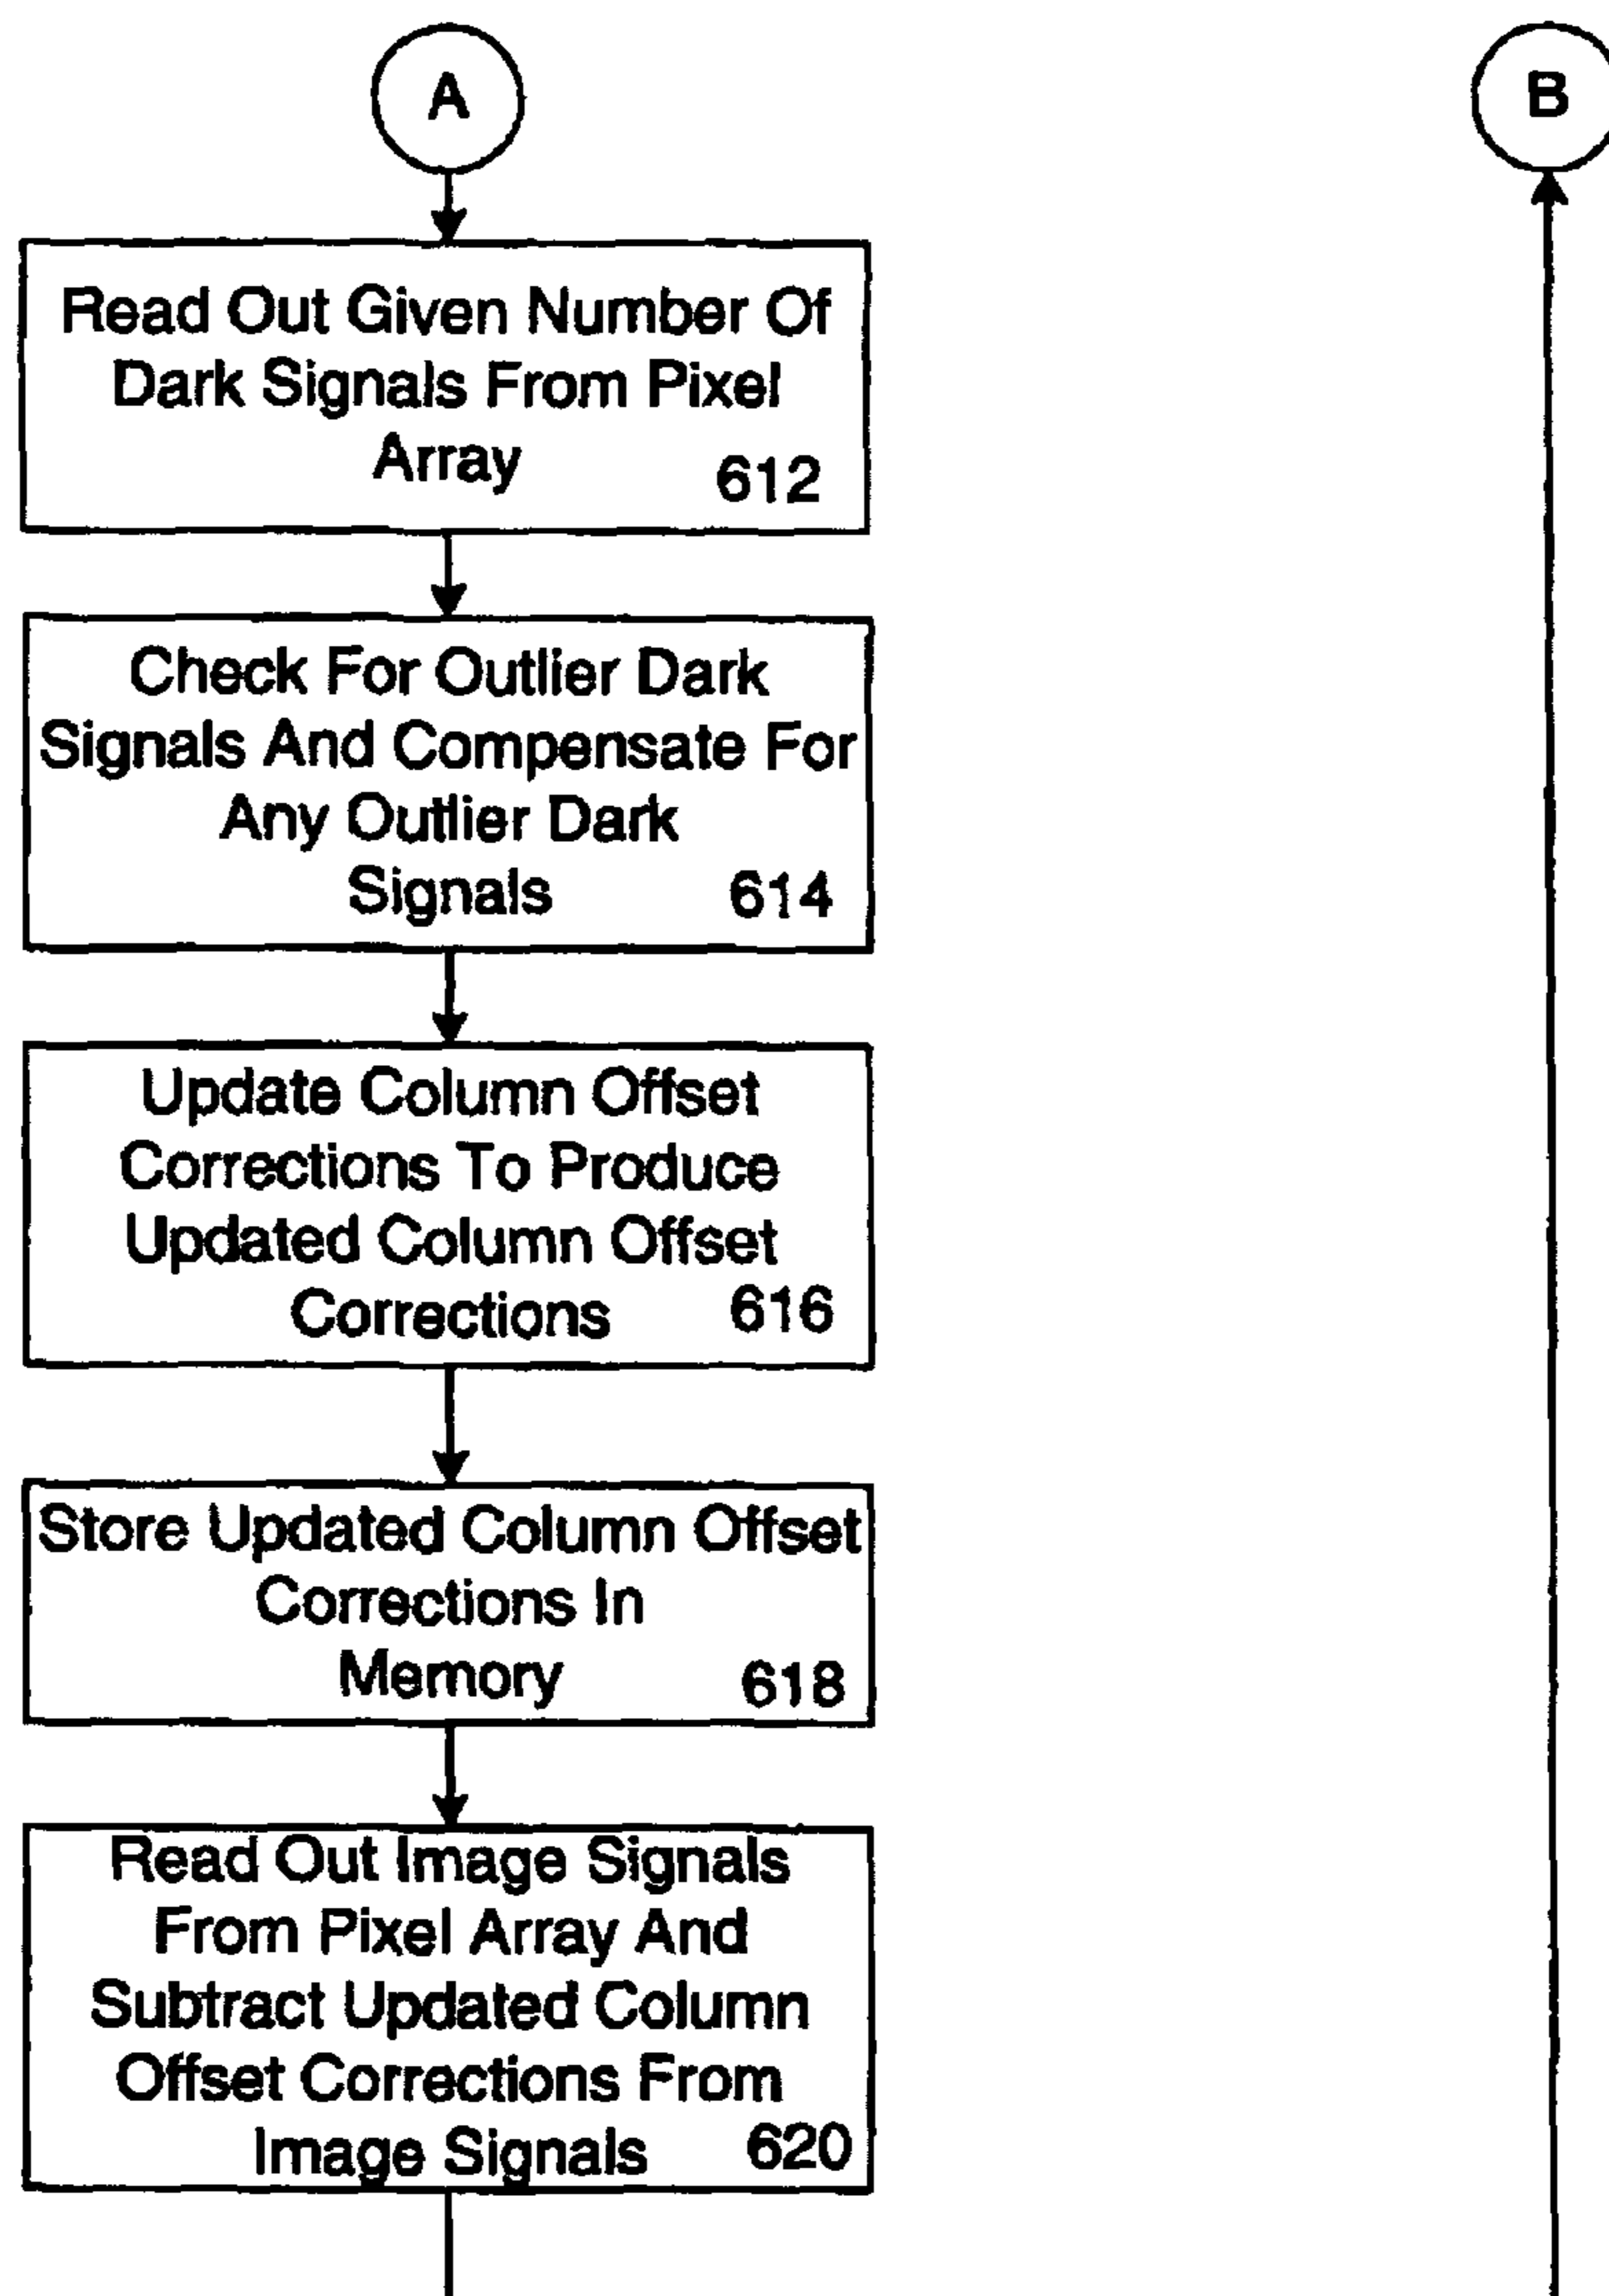 A
B
Read Out Given Number Of
Dark Signals From Pixel
Array 612
Check For Outlier Dark
Signals And Compensate For
Any Outlier Dark
Signals 614
Update Column Offset
Corrections To Produce
Updated Column Offset
Corrections 616
Store Updated Column Offset
Corrections In
Memory 618
Read Out Image Signals
From Pixel Array And
Subtract Updated Column
Offset Corrections From
Image Signals 620